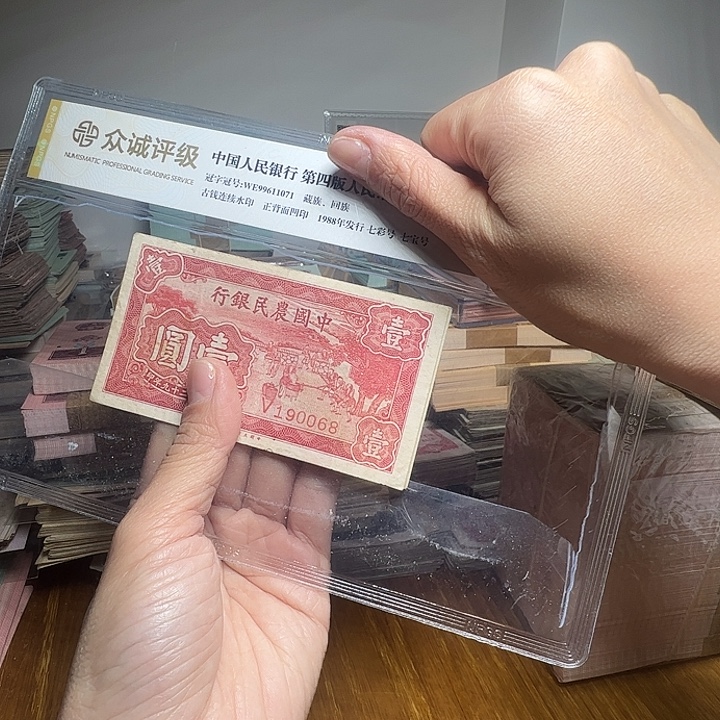 众诚评级
NUMISMATIC PROFESSIONAL GRADING SERVICE
中国人民银行 第四版人民
冠字冠号:WE99611071 藏族、回族
古钱连续水印 正背面凹印 1988年发行 七彩号 七宝号
壹
行銀民農國中
壹
圓壹
V190068
壹